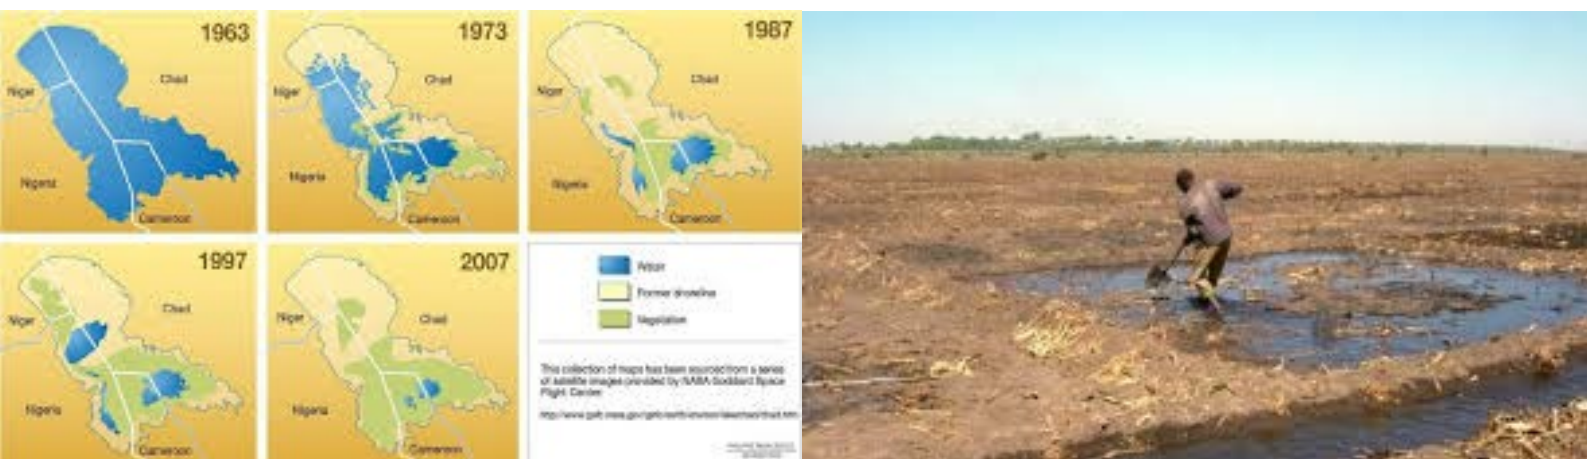 1963
Chad
Niger
Nigeria
Cameroon
1973
Chad
Niger
Nigeria
Cameroon
1987
Chad
Niger
Nigeria
Cameroon
1997
Chad
Niger
Nigeria
Cameroon
2007
Chad
Niger
Nigeria
Cameroon
Water
Former shoreline
Vegetation
This collection of maps has been sourced from a series
of satellite images provided by NASA Goddard Space
Flight Center: